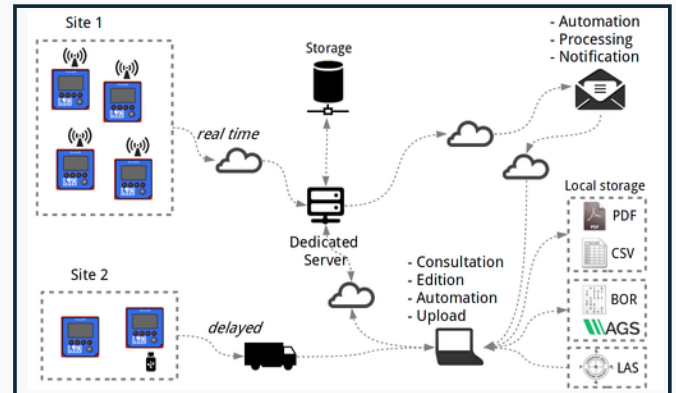 Site 1
real time
Storage
Dedicated
Server
- Automation
- Processing
- Notification
Site 2
delayed
- Consultation
- Edition
- Automation
- Upload
Local storage
PDF
PDF
CSV
BOR
AGS
LAS